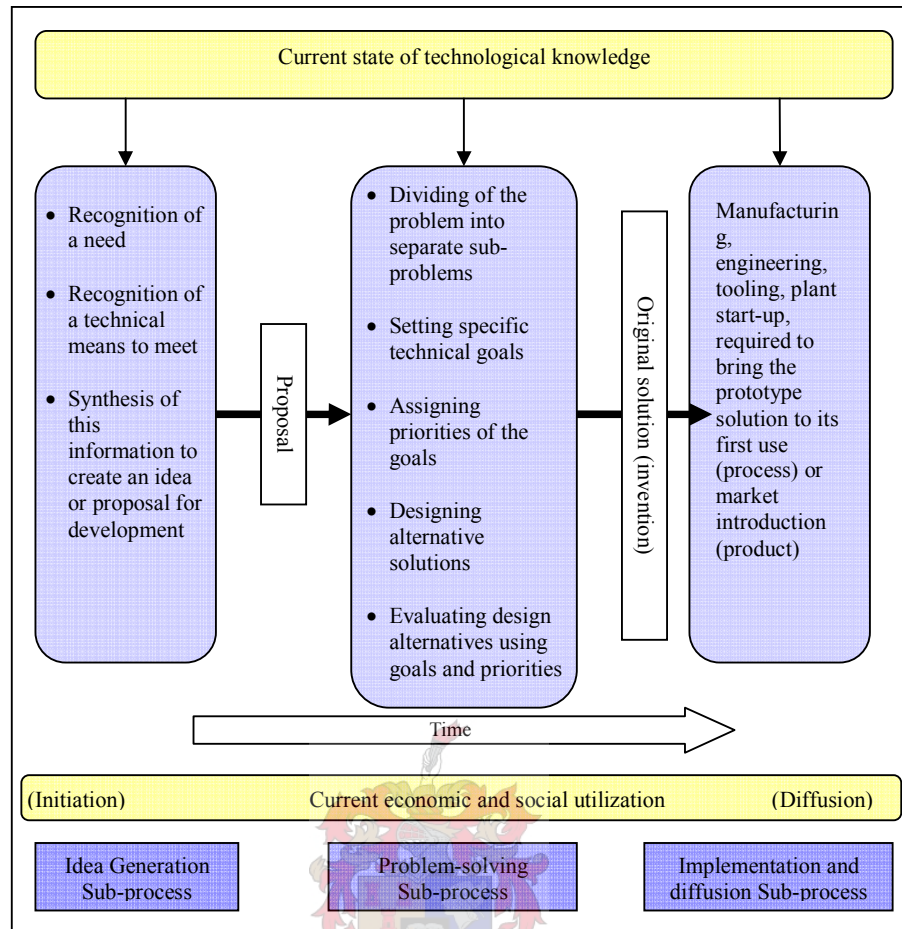 Current state of technological knowledge
• Recognition of
a need
• Recognition of
a technical
means to meet
• Synthesis of
this
information to
create an idea
or proposal for
development
Proposal
• Dividing of the
problem into
separate sub-
problems
• Setting specific
technical goals
• Assigning
priorities of the
goals
• Designing
alternative
solutions
• Evaluating design
alternatives using
goals and priorities
Original solution (invention)
Manufacturin
g,
engineering,
tooling, plant
start-up,
required to
bring the
prototype
solution to its
first use
(process) or
market
introduction
(product)
Time
(Initiation) Current economic and social utilization (Diffusion)
Idea Generation
Sub-process
Problem-solving
Sub-process
Implementation and
diffusion Sub-process